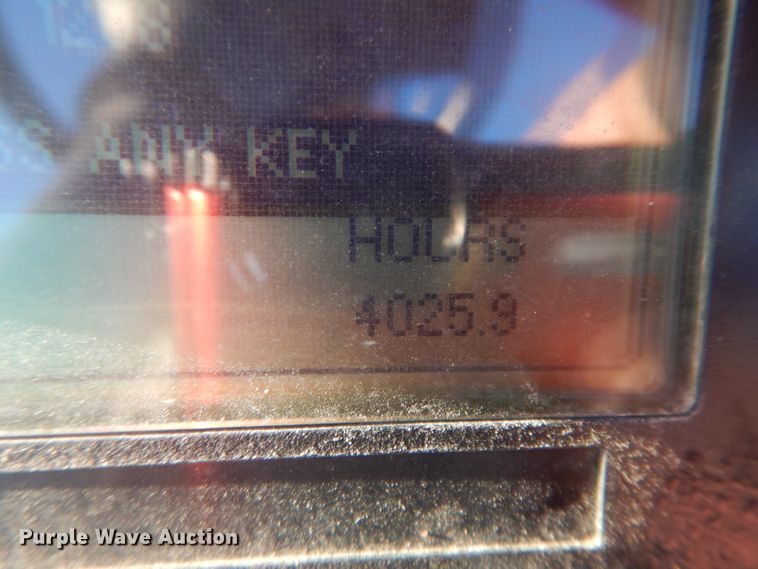 ANY KEY
HOURS
4025.9
Purple Wave Auction